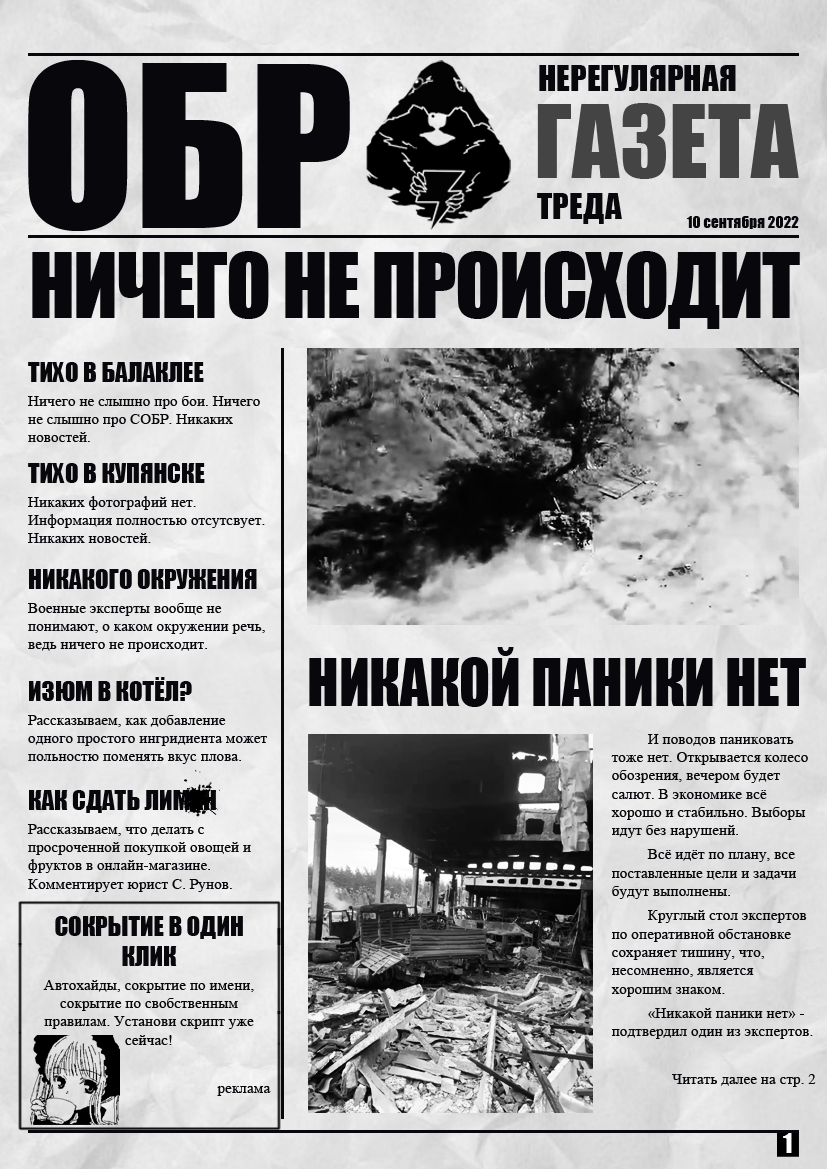 ОБР
НЕРЕГУЛЯРНАЯ
ГАЗЕТА
ТРЕДА
10 сентября 2022
НИЧЕГО НЕ ПРОИСХОДИТ
ТИХО В БАЛАКЛЕЕ
Ничего не слышно про бои. Ничего
не слышно про СОБР. Никаких
новостей.
ТИХО В КУПЯНСКЕ
Никаких фотографий нет.
Информация полностью отсутсвует.
Никаких новостей.
НИКАКОГО ОКРУЖЕНИЯ
Военные эксперты вообще не
понимают, о каком окружении речь,
ведь ничего не происходит.
ИЗЮМ В КОТЁЛ?
Рассказываем, как добавление
одного простого ингридиента может
польностью поменять вкус плова.
КАК СДАТЬ ЛИМАН
Рассказываем, что делать с
просроченной покупкой овощей и
фруктов в онлайн-магазине.
Комментирует юрист С. Рунов.
СОКРЫТИЕ В ОДИН
КЛИК
Автохайды, сокрытие по имени,
сокрытие по свобственным
правилам. Установи скрипт уже
сейчас!
реклама
НИКАКОЙ ПАНИКИ НЕТ
И поводов паниковать
тоже нет. Открывается колесо
обозрения, вечером будет
салют. В экономике всё
хорошо и стабильно. Выборы
идут без нарушенй.
Всё идёт по плану, все
поставленные цели и задачи
будут выполнены.
Круглый стол экспертов
по оперативной обстановке
сохраняет тишину, что,
несомненно, является
хорошим знаком.
«Никакой паники нет» -
подтвердил один из экспертов.
Читать далее на стр. 2
1